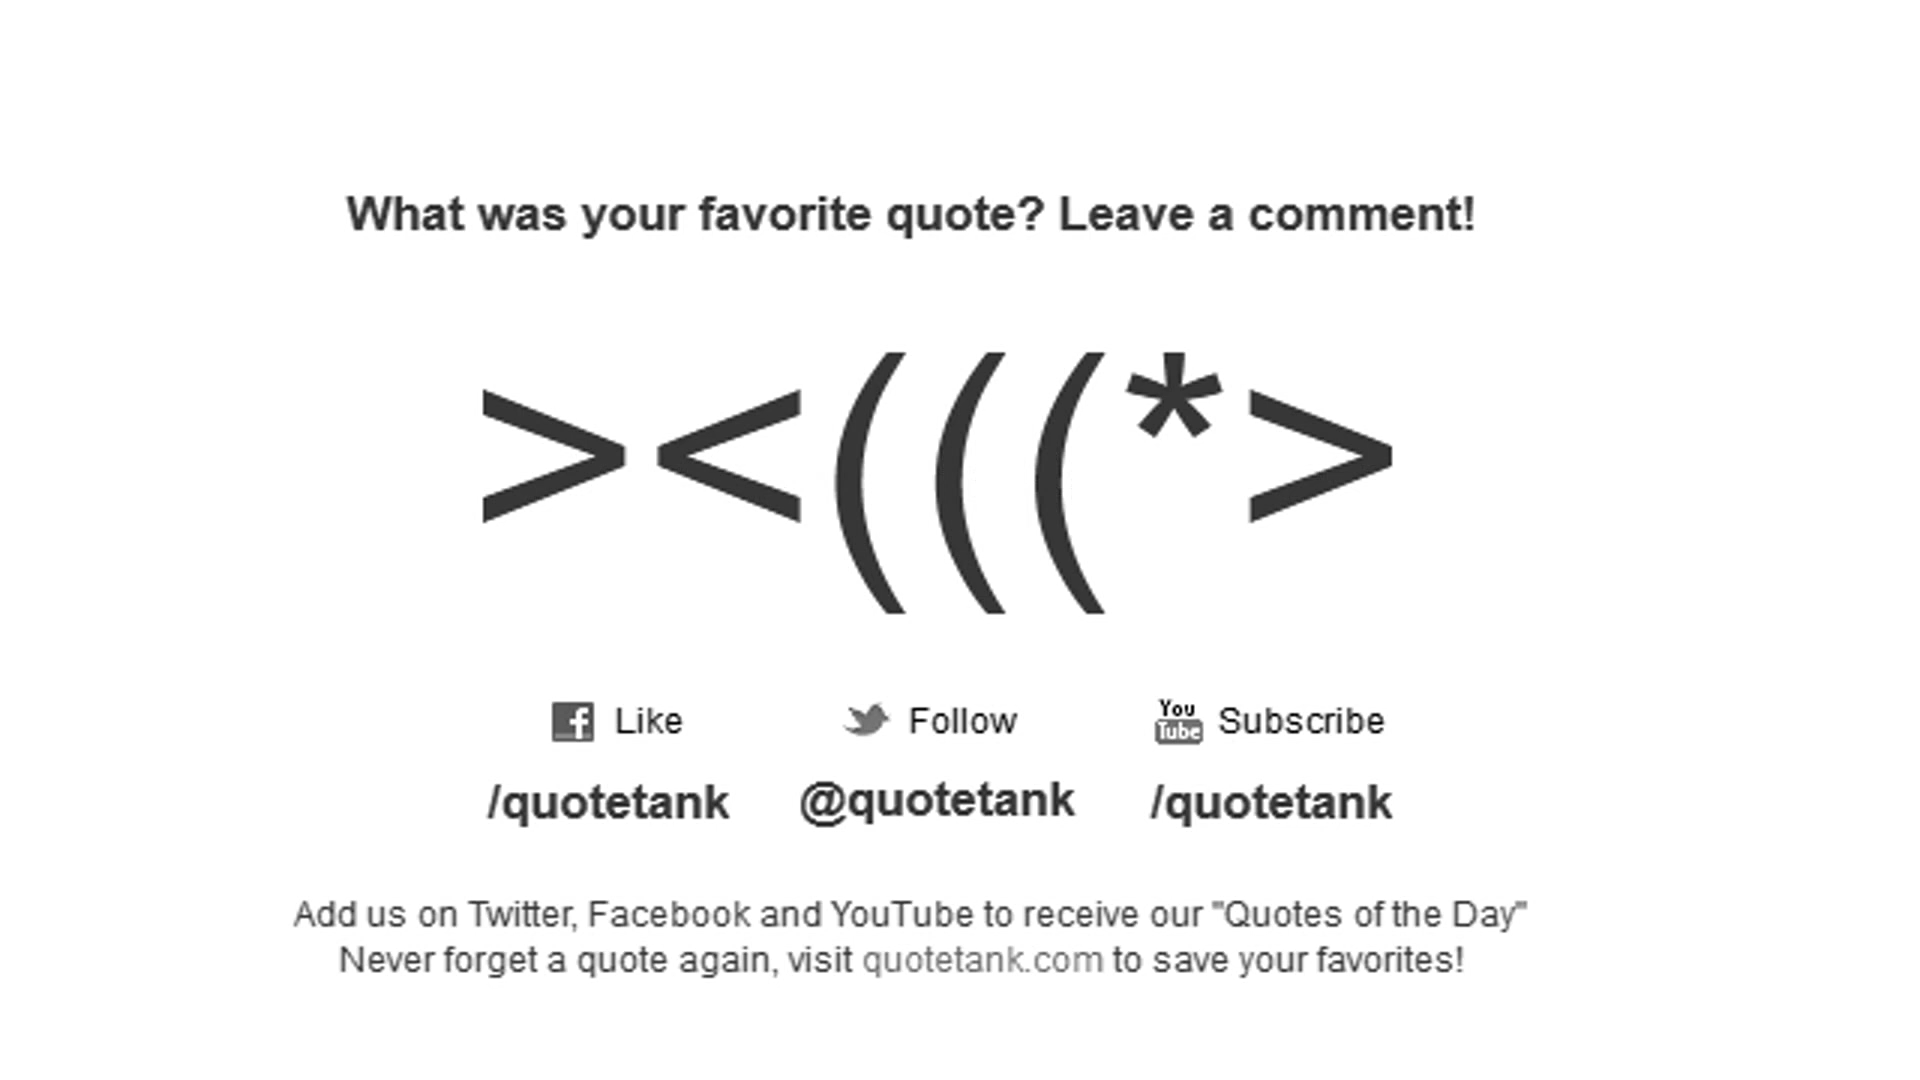 What was your favorite quote? Leave a comment!
><(((*>
f Like Follow You Tube Subscribe
/quotetank @quotetank /quotetank
Add us on Twitter, Facebook and YouTube to receive our "Quotes of the Day"
Never forget a quote again, visit quotetank.com to save your favorites!